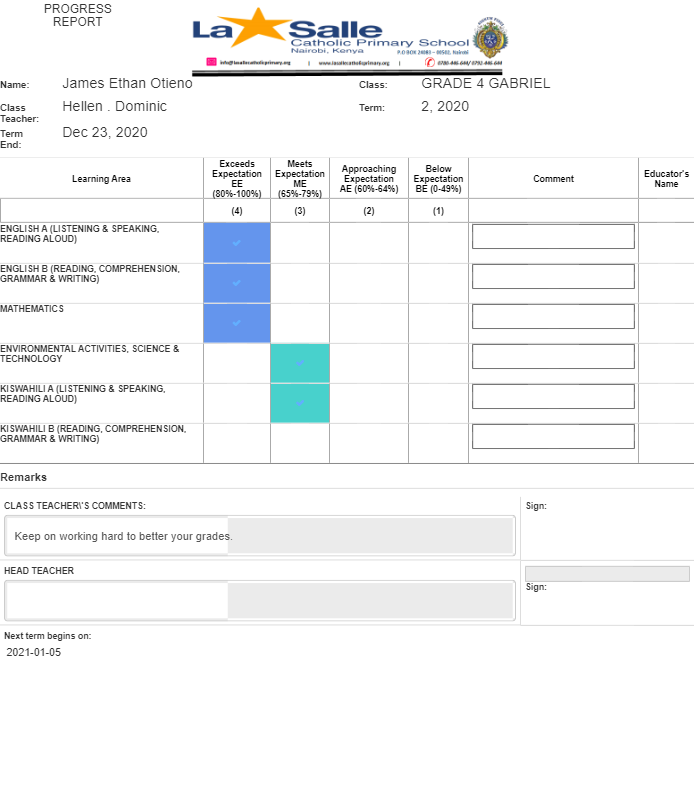 PROGRESS
REPORT
La Salle
Catholic Primary School
Nairobi, Kenya
P.O BOX 24083 - 00502, Nairobi
info@lasallecatholicprimary.org | www.lasallecatholicprimary.org | 0780-446-644/ 0792-446-644
Name: James Ethan Otieno Class: GRADE 4 GABRIEL
Class Teacher: Hellen . Dominic Term: 2, 2020
Term End: Dec 23, 2020
Learning Area
Exceeds Expectation EE (80%-100%)
Meets Expectation ME (65%-79%)
Approaching Expectation AE (60%-64%)
Below Expectation BE (0-49%)
Comment
Educator's Name
(4) (3) (2) (1)
ENGLISH A (LISTENING & SPEAKING,
READING ALOUD)
ENGLISH B (READING, COMPREHENSION,
GRAMMAR & WRITING)
MATHEMATICS
ENVIRONMENTAL ACTIVITIES, SCIENCE &
TECHNOLOGY
KISWAHILI A (LISTENING & SPEAKING,
READING ALOUD)
KISWAHILI B (READING, COMPREHENSION,
GRAMMAR & WRITING)
Remarks
CLASS TEACHER\'S COMMENTS: Sign:
Keep on working hard to better your grades.
HEAD TEACHER
Sign:
Next term begins on:
2021-01-05